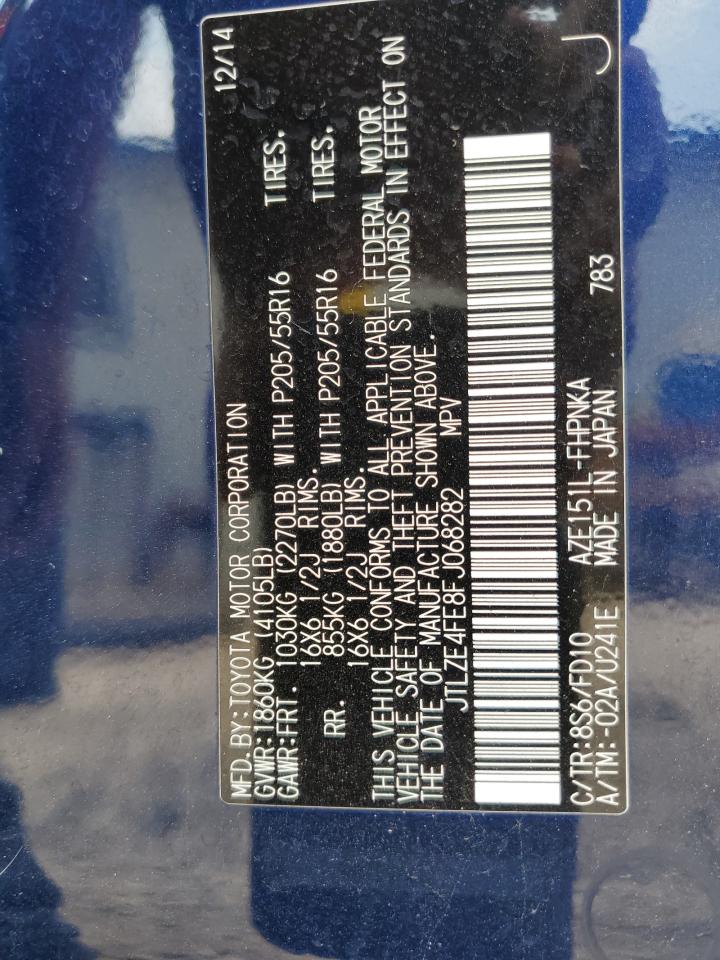 MFD.BY:TOYOTA MOTOR CORPORATION 12/14
GVWR:1860KG (4105LB)
GAWR:FRT. 1030KG (2270LB) WITH P205/55R16 TIRES.
16X6 1/2J RIMS.
RR. 855KG (1880LB) WITH P205/55R16 TIRES.
16X6 1/2J RIMS.
THIS VEHICLE CONFORMS TO ALL APPLICABLE FEDERAL MOTOR
VEHICLE SAFETY AND THEFT PREVENTION STANDARDS IN EFFECT ON
THE DATE OF MANUFACTURE SHOWN ABOVE.
JTLZE4FE8FJ068282 MPV
C/TR:8S6/FD10 AZE151L-FHPNKA
A/TM:-02A/U241E MADE IN JAPAN 783
J